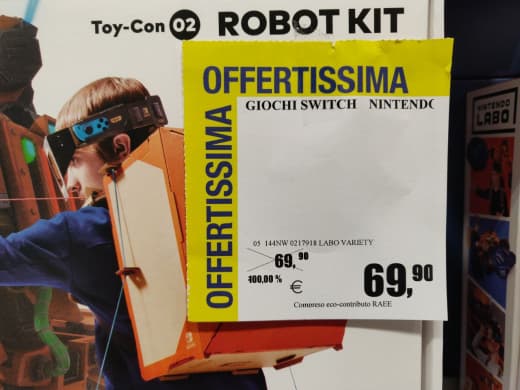 Toy-Con 02 ROBOT KIT
OFFERTISSIMA
OFFERTISSIMA
GIOCHI SWITCH NINTENDO
05 144NW 0217918 LABO VARIETY
69,90
100,00 %
€
69,90
Compreso eco-contributo RAEE
NINTENDO
LABO